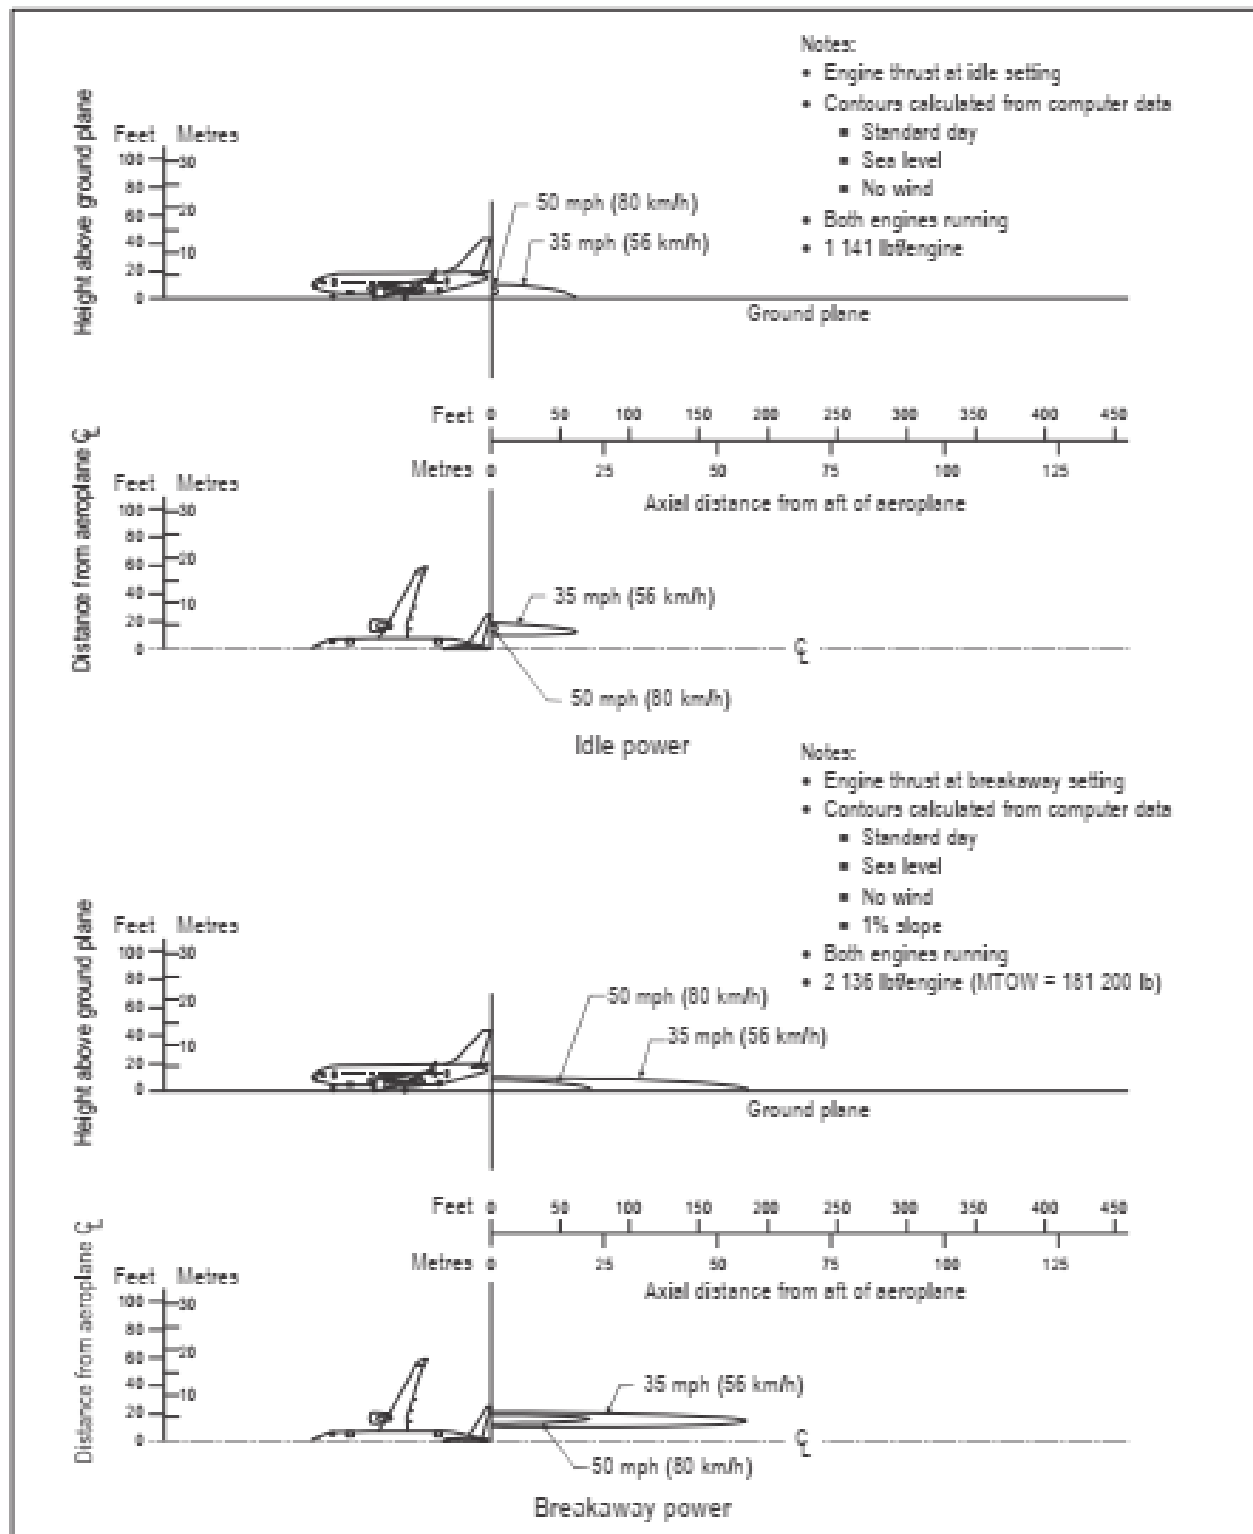 Notes:
• Engine thrust at idle setting
• Contours calculated from computer data
▪ Standard day
▪ Sea level
▪ No wind
• Both engines running
• 1 141 lbf/engine
Height above ground plane
Feet Metres
100 30
80
60 20
40 10
20
0
50 mph (80 km/h)
35 mph (56 km/h)
Ground plane
Feet 0 50 100 150 200 250 300 350 400 450
Metres 0 25 50 75 100 125
Axial distance from aft of aeroplane
Distance from aeroplane ℄
Feet Metres
100 30
80
60 20
40 10
20
0
35 mph (56 km/h)
℄
50 mph (80 km/h)
Idle power
Notes:
• Engine thrust at breakaway setting
• Contours calculated from computer data
▪ Standard day
▪ Sea level
▪ No wind
▪ 1% slope
• Both engines running
• 2 136 lbf/engine (MTOW = 181 200 lb)
Height above ground plane
Feet Metres
100 30
80
60 20
40 10
20
0
50 mph (80 km/h)
35 mph (56 km/h)
Ground plane
Feet 0 50 100 150 200 250 300 350 400 450
Metres 0 25 50 75 100 125
Axial distance from aft of aeroplane
Distance from aeroplane ℄
Feet Metres
100 30
80
60 20
40 10
20
0
35 mph (56 km/h)
℄
50 mph (80 km/h)
Breakaway power